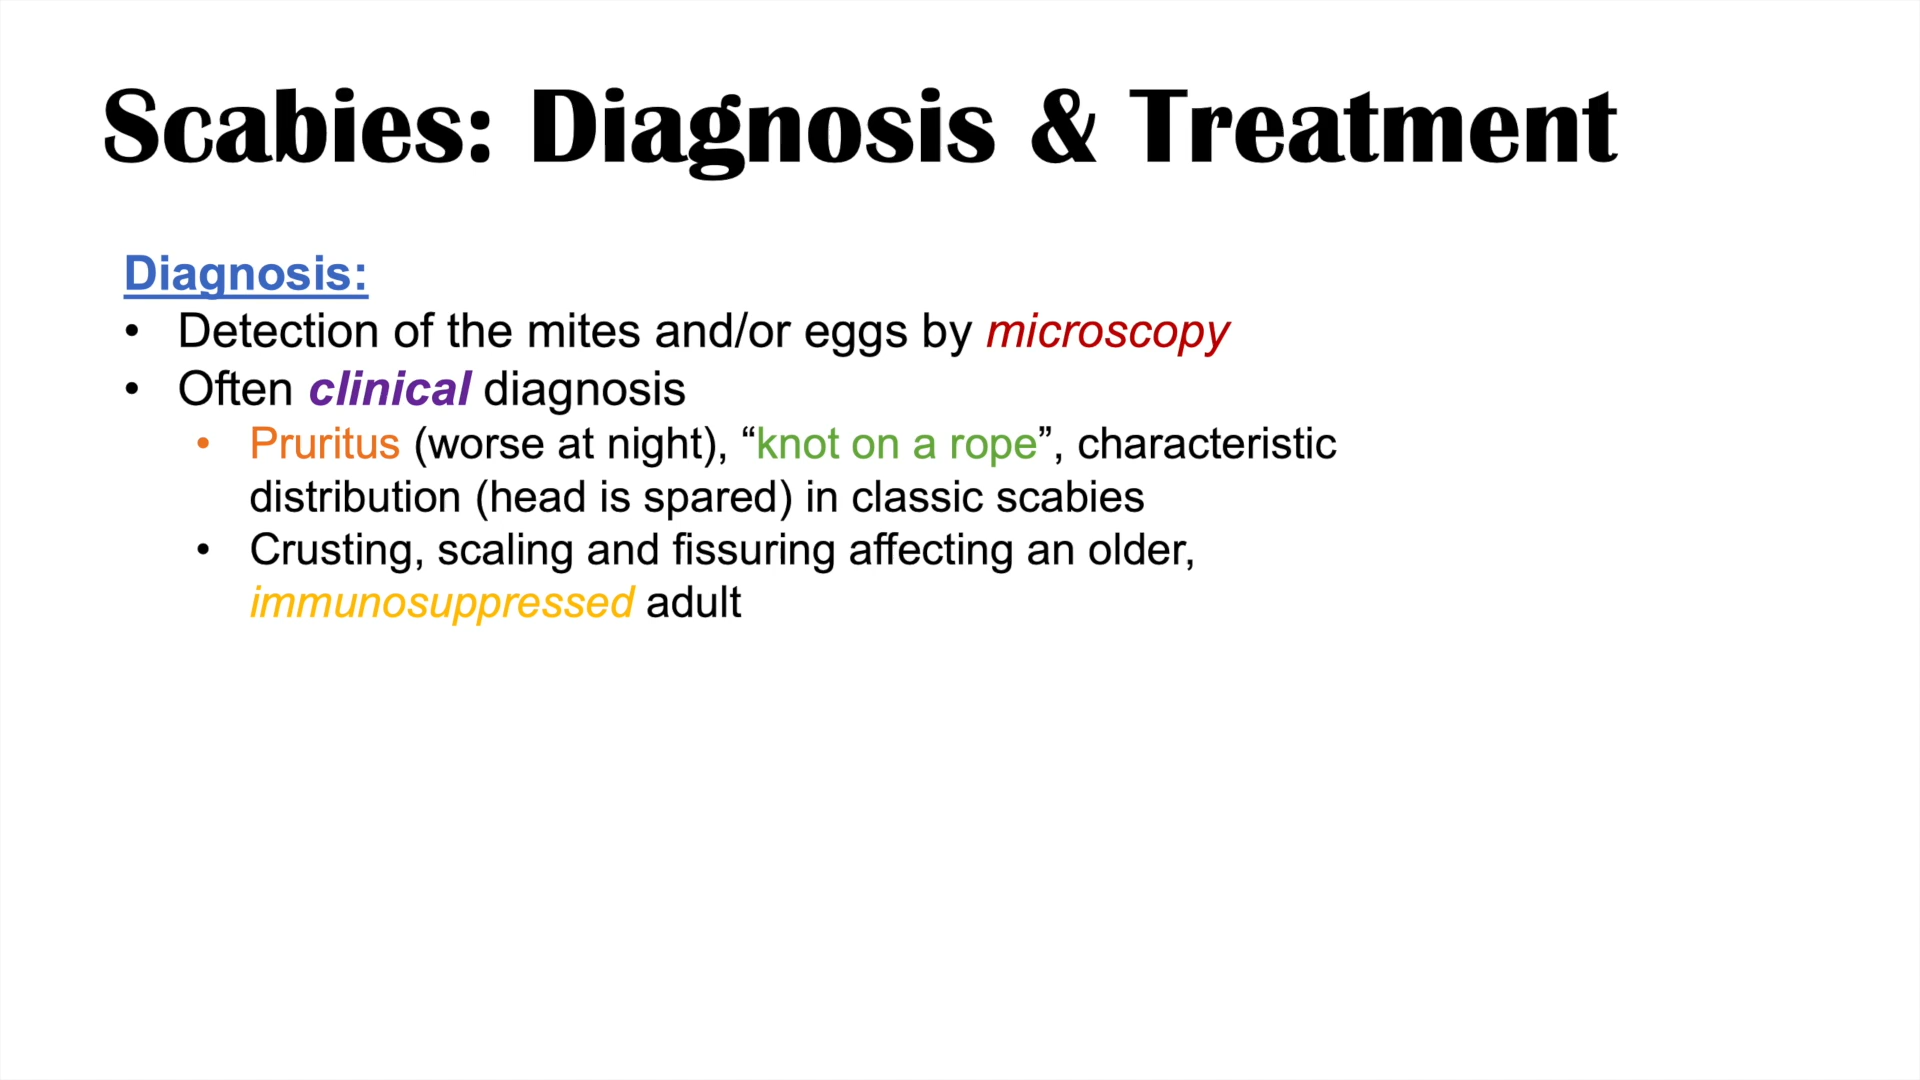 Scabies: Diagnosis & Treatment
Diagnosis:
• Detection of the mites and/or eggs by microscopy
• Often clinical diagnosis
• Pruritus (worse at night), “knot on a rope”, characteristic
distribution (head is spared) in classic scabies
• Crusting, scaling and fissuring affecting an older,
immunosuppressed adult